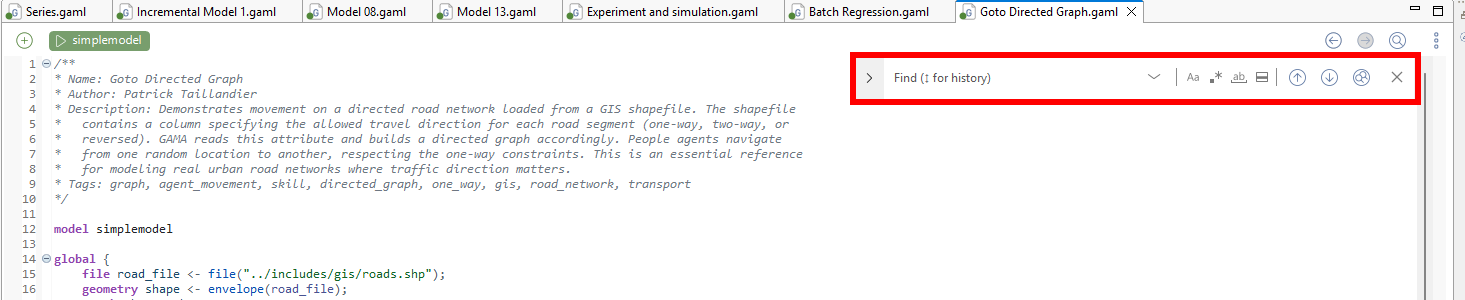 Series.gaml Incremental Model 1.gaml Model 08.gaml Model 13.gaml Experiment and simulation.gaml Batch Regression.gaml Goto Directed Graph.gaml
simplemodel
Find (↕ for history) Aa .* ab
1 /**
2 * Name: Goto Directed Graph
3 * Author: Patrick Taillandier
4 * Description: Demonstrates movement on a directed road network loaded from a GIS shapefile. The shapefile
5 *   contains a column specifying the allowed travel direction for each road segment (one-way, two-way, or
6 *   reversed). GAMA reads this attribute and builds a directed graph accordingly. People agents navigate
7 *   from one random location to another, respecting the one-way constraints. This is an essential reference
8 *   for modeling real urban road networks where traffic direction matters.
9 * Tags: graph, agent_movement, skill, directed_graph, one_way, gis, road_network, transport
10 */
11
12 model simplemodel
13
14 global {
15     file road_file <- file("../includes/gis/roads.shp");
16     geometry shape <- envelope(road_file);